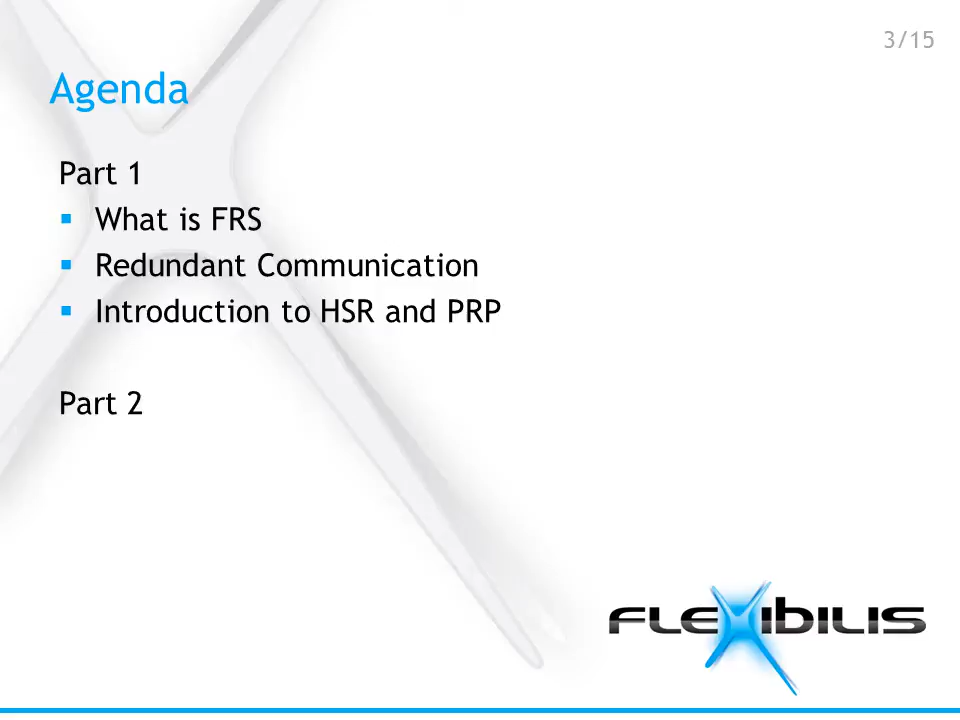 3/15
Agenda
Part 1
▪ What is FRS
▪ Redundant Communication
▪ Introduction to HSR and PRP
Part 2
FLEXIBILIS